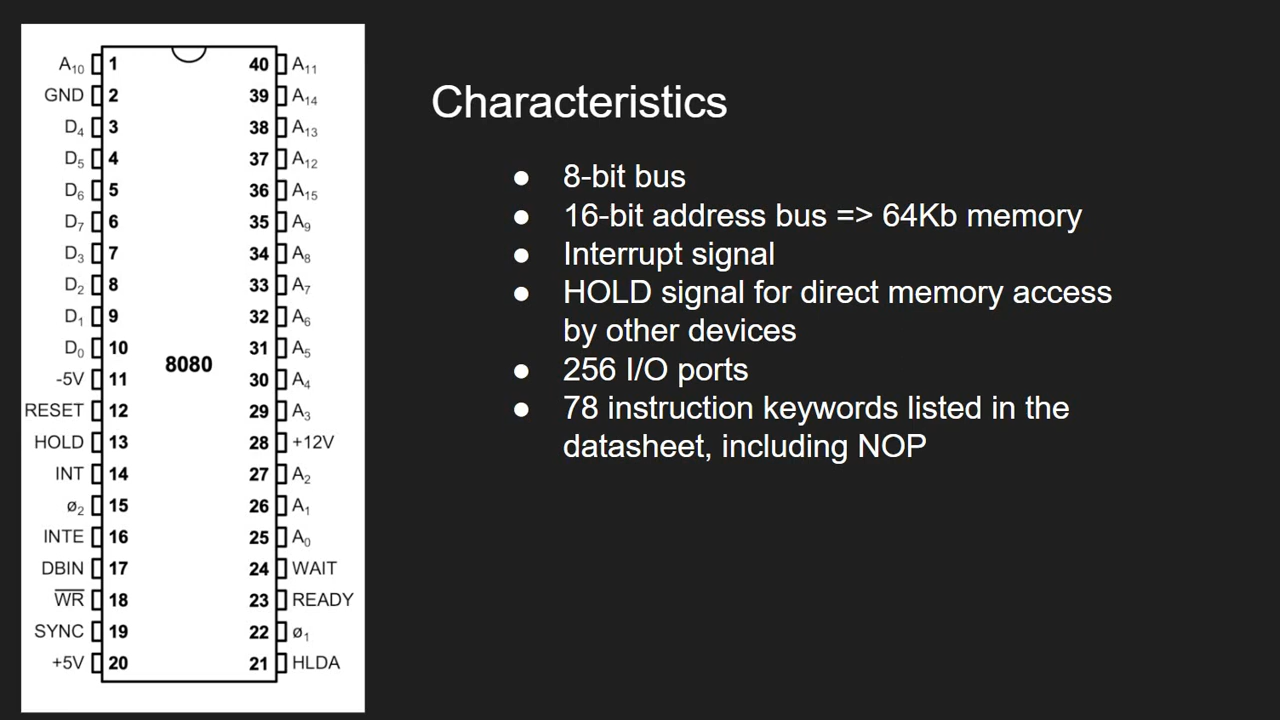 A10 1 40 A11
GND 2 39 A14
D4 3 38 A13
D5 4 37 A12
D6 5 36 A15
D7 6 35 A9
D3 7 34 A8
D2 8 33 A7
D1 9 32 A6
D0 10 31 A5
8080
-5V 11 30 A4
RESET 12 29 A3
HOLD 13 28 +12V
INT 14 27 A2
ø2 15 26 A1
INTE 16 25 A0
DBIN 17 24 WAIT
W̅R̅ 18 23 READY
SYNC 19 22 ø1
+5V 20 21 HLDA
Characteristics
● 8-bit bus
● 16-bit address bus => 64Kb memory
● Interrupt signal
● HOLD signal for direct memory access
by other devices
● 256 I/O ports
● 78 instruction keywords listed in the
datasheet, including NOP